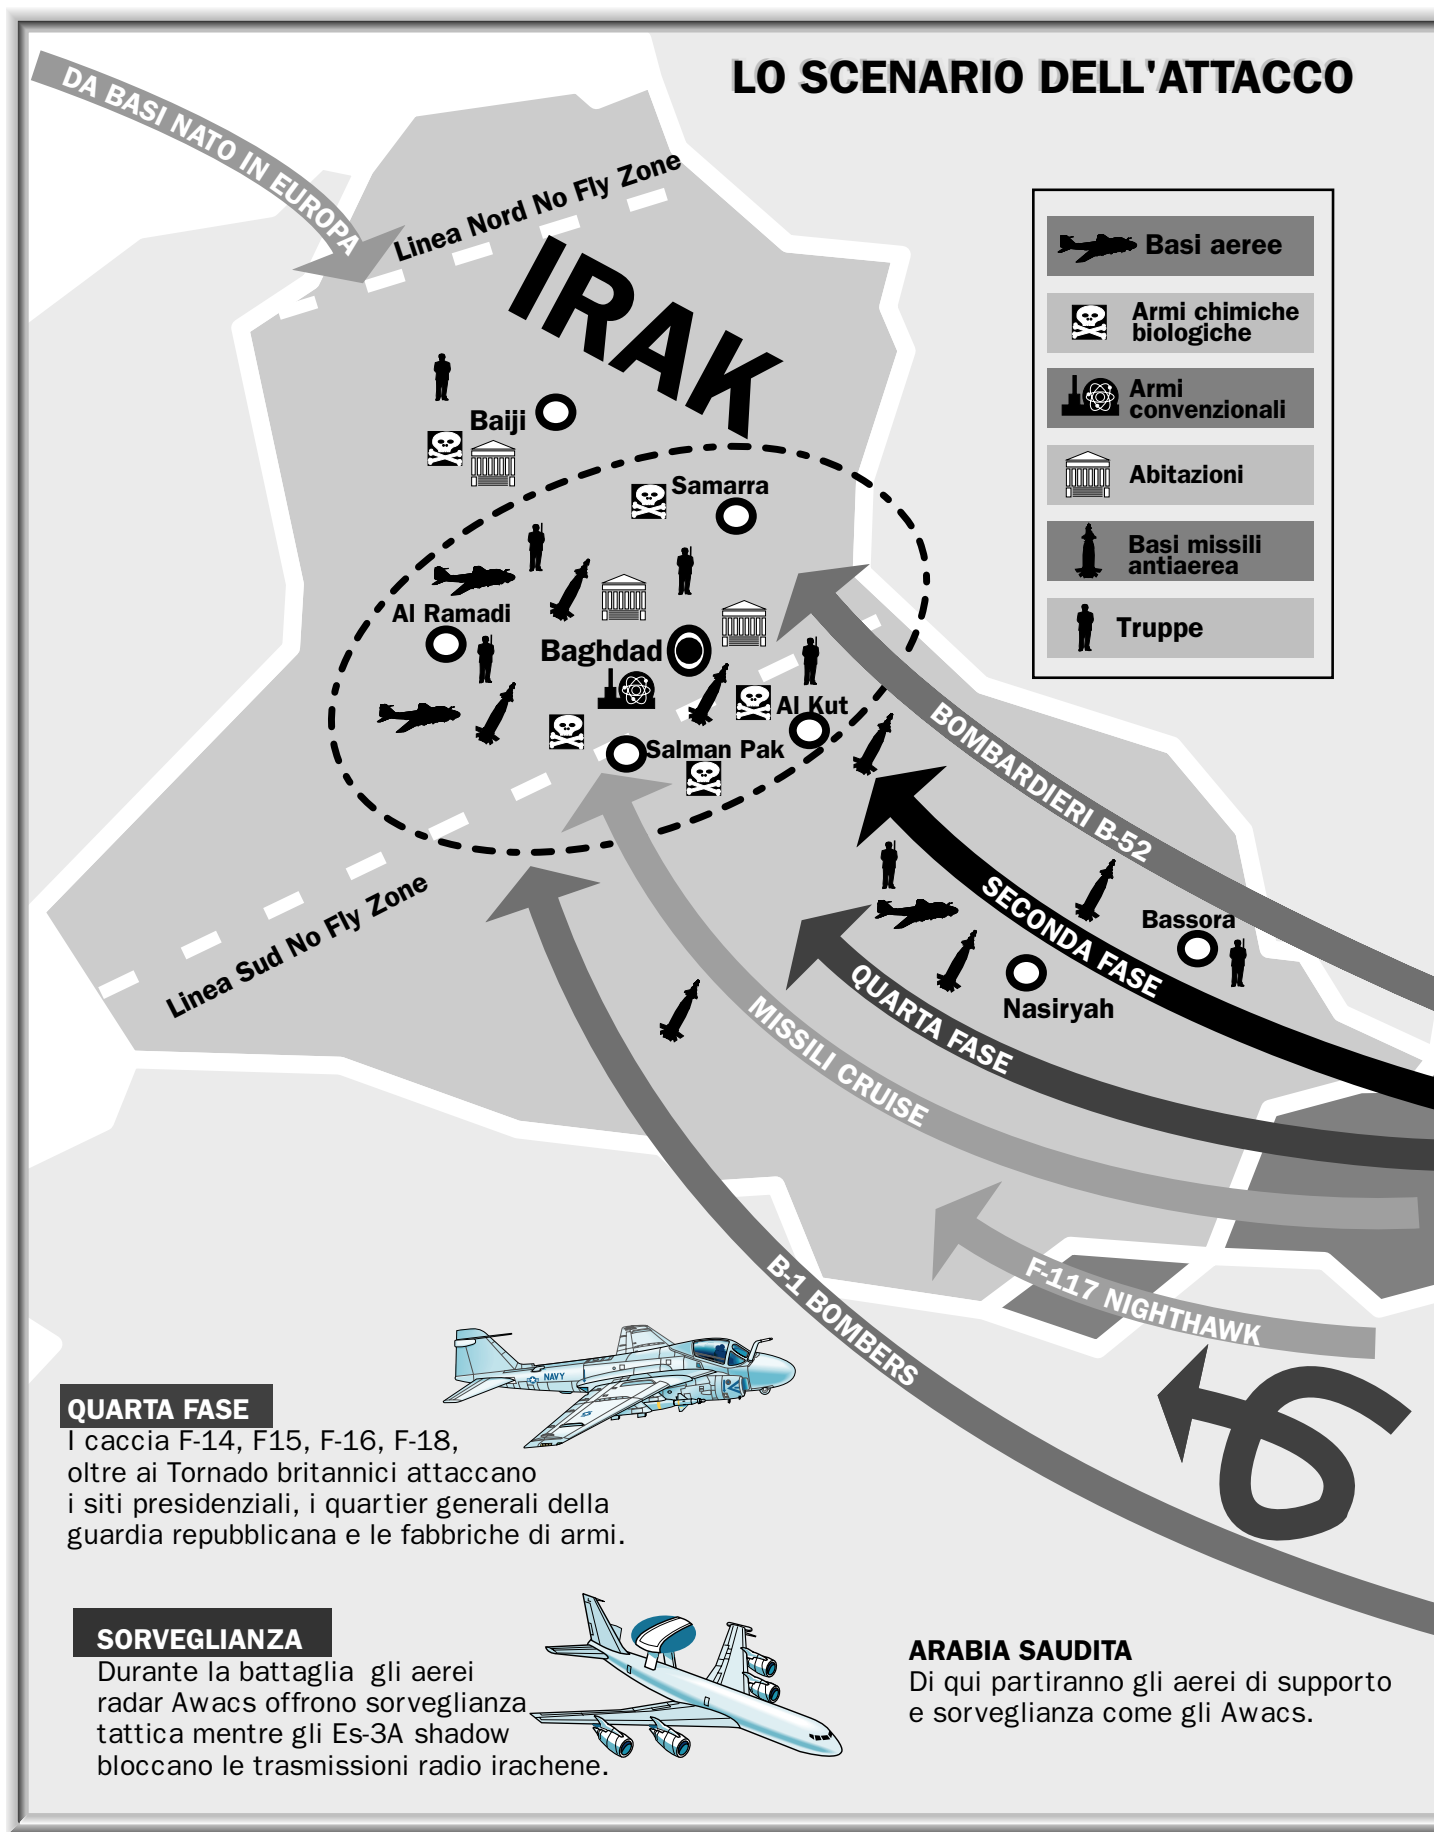 LO SCENARIO DELL'ATTACCO
DA BASI NATO IN EUROPA
Linea Nord No Fly Zone
IRAK
Basi aeree
Armi chimiche
biologiche
Armi
convenzionali
Abitazioni
Basi missili
antiaerea
Truppe
Baiji
Samarra
Al Ramadi
Baghdad
Al Kut
Salman Pak
Linea Sud No Fly Zone
BOMBARDIERI B-52
SECONDA FASE
Bassora
Nasiryah
QUARTA FASE
MISSILI CRUISE
F-117 NIGHTHAWK
B-1 BOMBERS
NAVY
QUARTA FASE
I caccia F-14, F15, F-16, F-18,
oltre ai Tornado britannici attaccano
i siti presidenziali, i quartier generali della
guardia repubblicana e le fabbriche di armi.
SORVEGLIANZA
Durante la battaglia gli aerei
radar Awacs offrono sorveglianza
tattica mentre gli Es-3A shadow
bloccano le trasmissioni radio irachene.
ARABIA SAUDITA
Di qui partiranno gli aerei di supporto
e sorveglianza come gli Awacs.